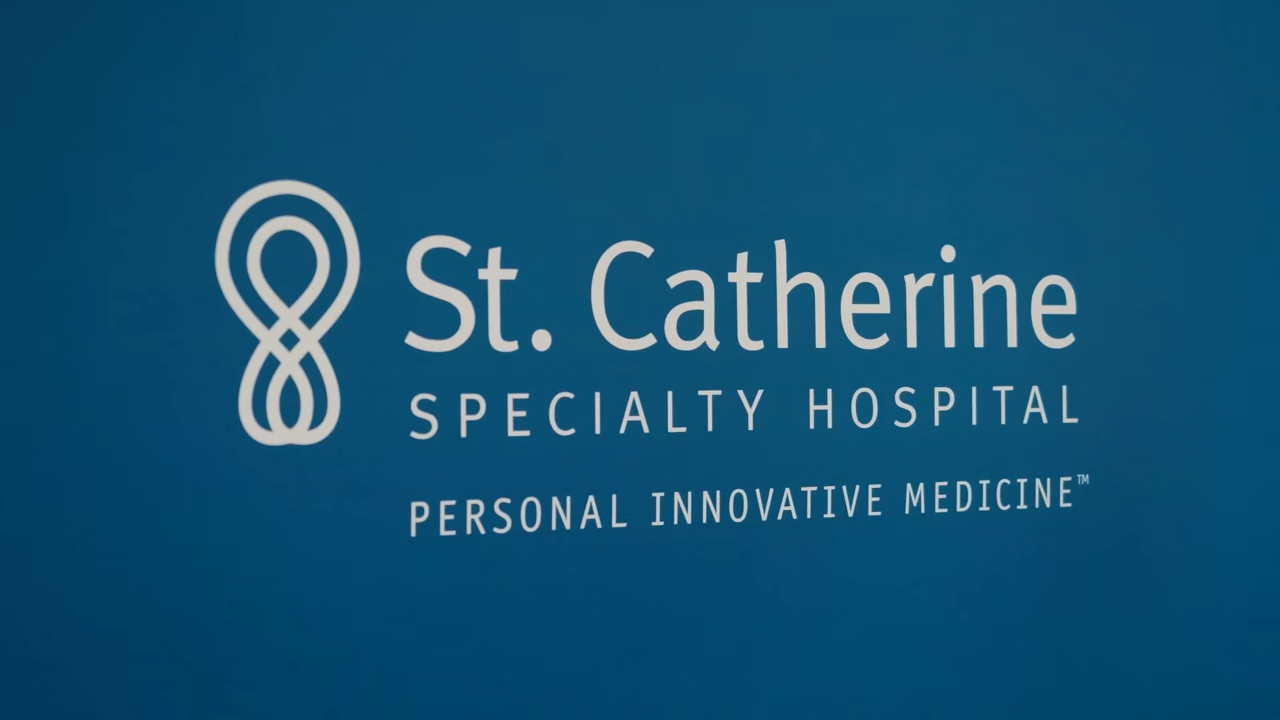 St. Catherine
SPECIALTY HOSPITAL
PERSONAL INNOVATIVE MEDICINE™